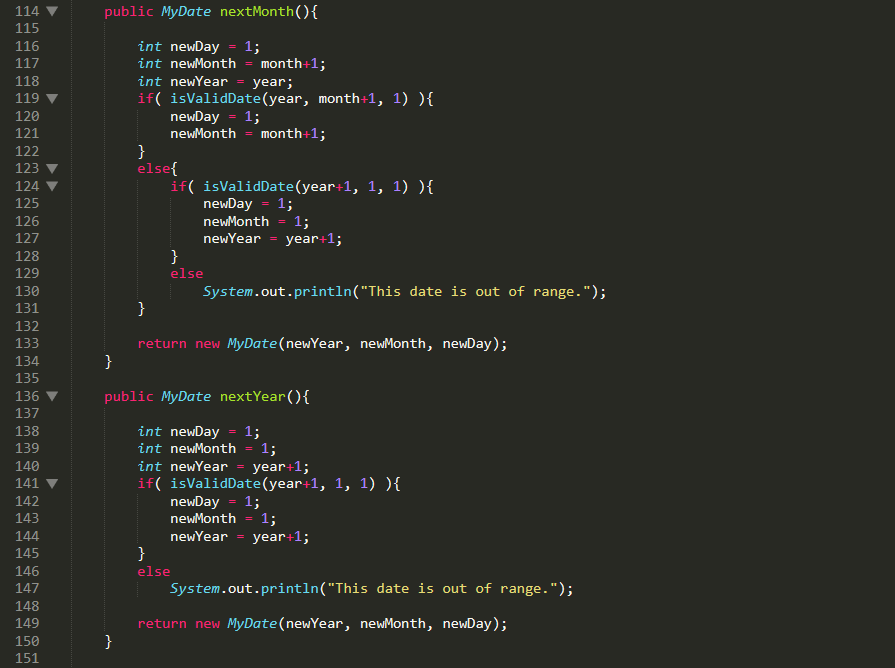 114 public MyDate nextMonth(){
115
116 int newDay = 1;
117 int newMonth = month+1;
118 int newYear = year;
119 if( isValidDate(year, month+1, 1) ){
120 newDay = 1;
121 newMonth = month+1;
122 }
123 else{
124 if( isValidDate(year+1, 1, 1) ){
125 newDay = 1;
126 newMonth = 1;
127 newYear = year+1;
128 }
129 else
130 System.out.println("This date is out of range.");
131 }
132
133 return new MyDate(newYear, newMonth, newDay);
134 }
135
136 public MyDate nextYear(){
137
138 int newDay = 1;
139 int newMonth = 1;
140 int newYear = year+1;
141 if( isValidDate(year+1, 1, 1) ){
142 newDay = 1;
143 newMonth = 1;
144 newYear = year+1;
145 }
146 else
147 System.out.println("This date is out of range.");
148
149 return new MyDate(newYear, newMonth, newDay);
150 }
151